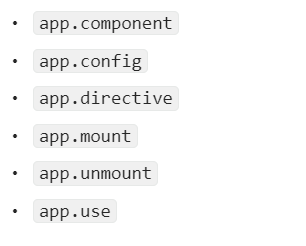 • app.component
• app.config
• app.directive
• app.mount
• app.unmount
• app.use